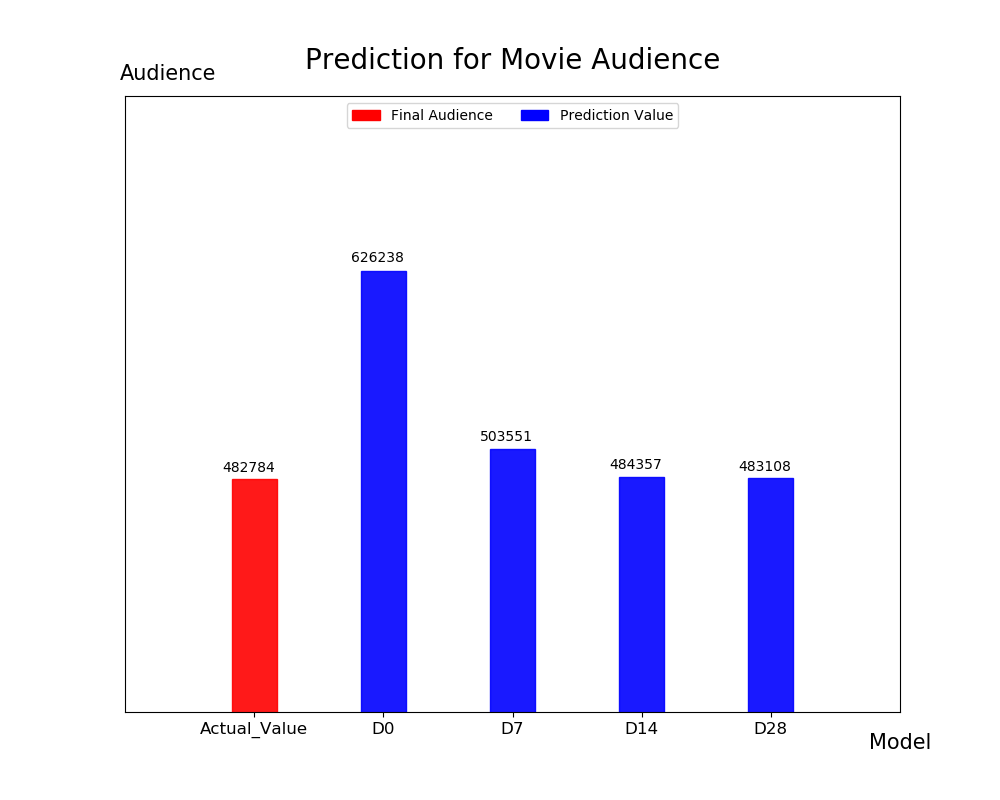 Prediction for Movie Audience
Audience
Final Audience Prediction Value
626238
503551
482784
484357
483108
Actual_Value D0 D7 D14 D28
Model